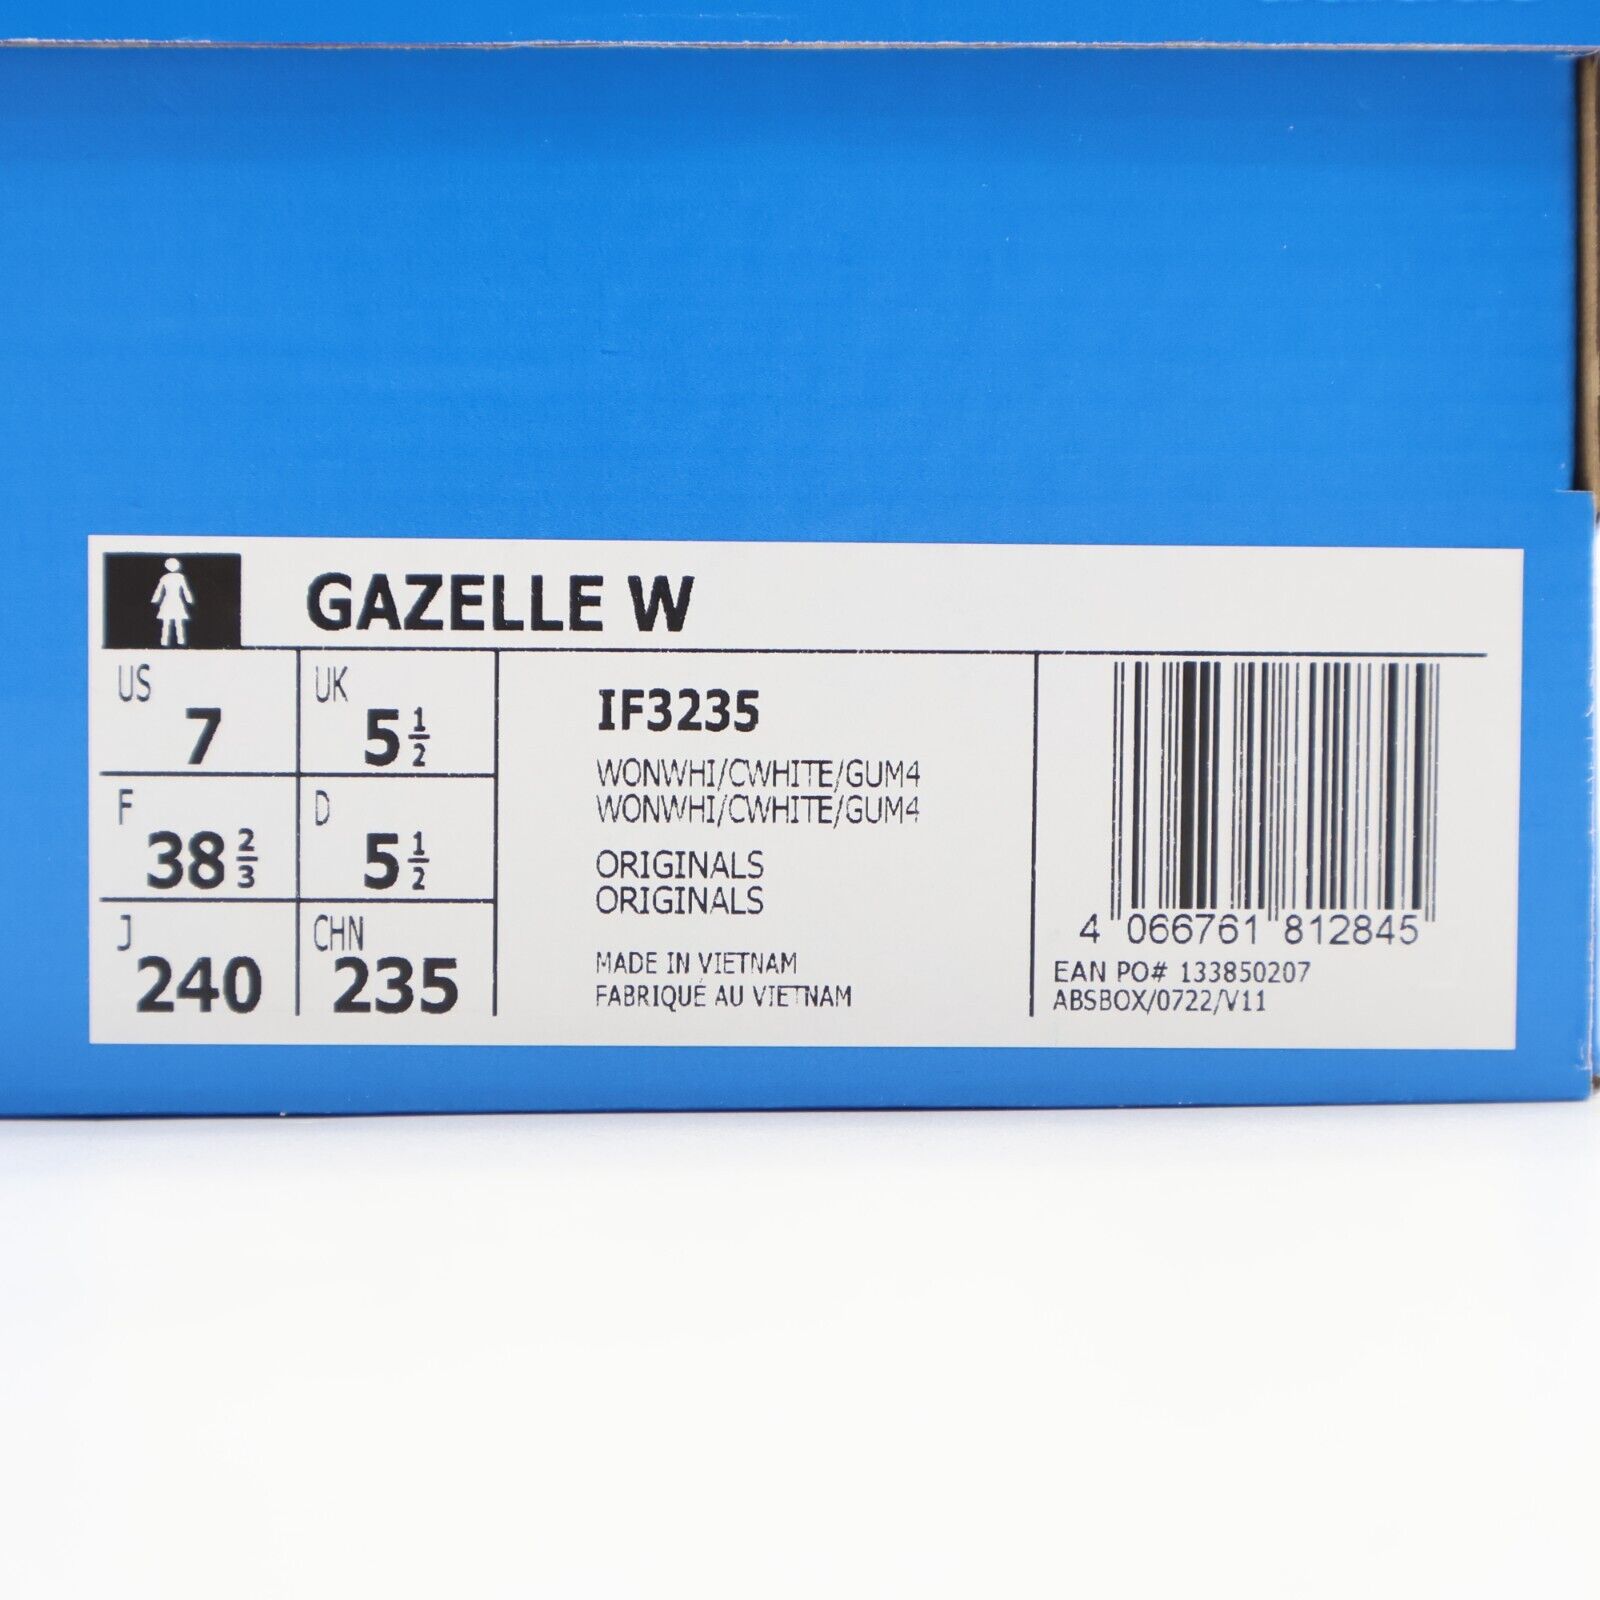 GAZELLE W
US
7
UK
5 1/2
F
38 2/3
D
5 1/2
J
240
CHN
235
IF3235
WONWHI/CWHITE/GUM4
WONWHI/CWHITE/GUM4
ORIGINALS
ORIGINALS
MADE IN VIETNAM
FABRIQUÉ AU VIETNAM
4 066761 812845
EAN PO# 133850207
ABSBOX/0722/V11